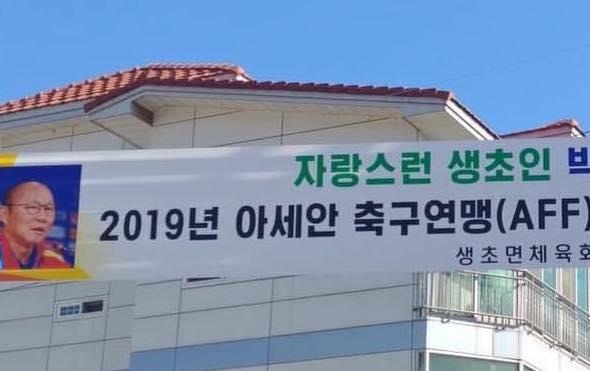 자랑스런 생초인
2019년 아세안 축구연맹(AFF)
생초면체육회